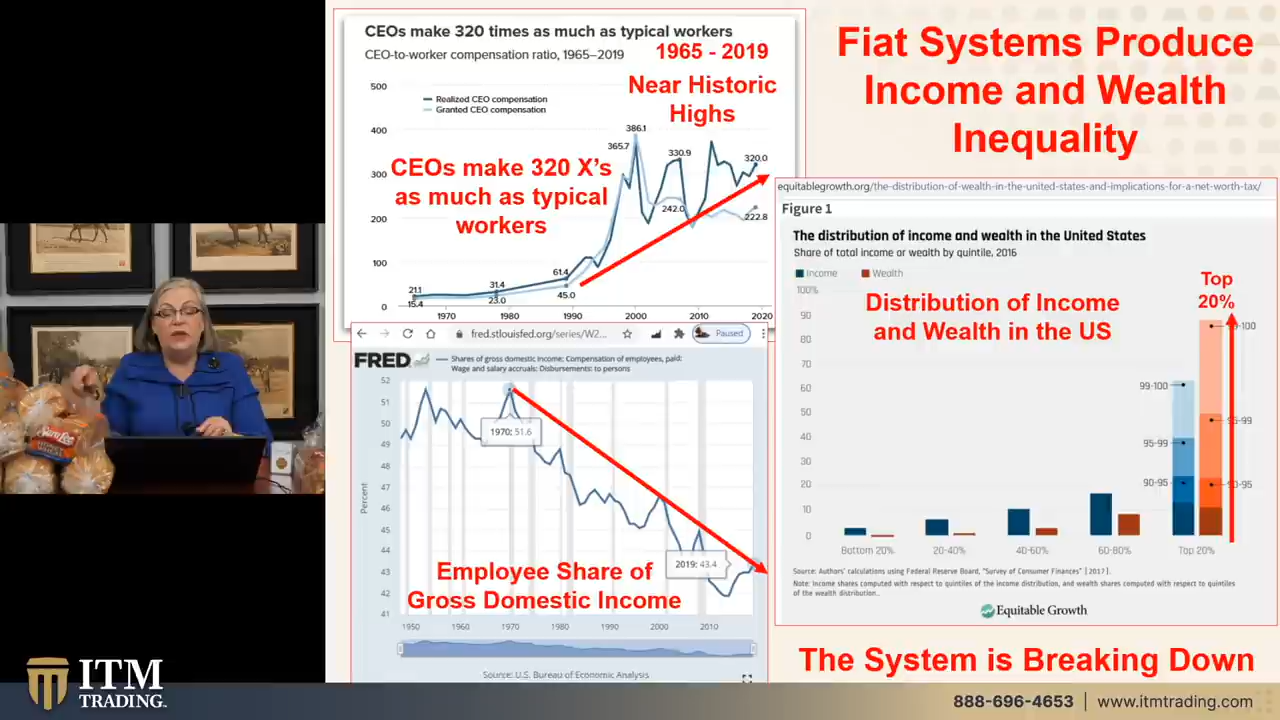 CEOs make 320 times as much as typical workers
CEO-to-worker compensation ratio, 1965–2019
1965 - 2019
Near Historic
Highs
500
400
300
200
100
0
Realized CEO compensation
Granted CEO compensation
CEOs make 320 X's
as much as typical
workers
21.1
15.4
31.4
23.0
61.4
45.0
365.7
386.1
330.9
242.0
320.0
222.8
1970
1980
1990
2000
2010
2020
Fiat Systems Produce
Income and Wealth
Inequality
equitablegrowth.org/the-distribution-of-wealth-in-the-united-states-and-implications-for-a-net-worth-tax/
Figure 1
The distribution of income and wealth in the United States
Share of total income or wealth by quintile, 2016
Income
Wealth
Top
20%
Distribution of Income
and Wealth in the US
100%
90
80
70
60
50
40
30
20
10
0
99-100
95-99
90-95
9-100
5-99
0-95
Bottom 20%
20-40%
40-60%
60-80%
Top 20%
Source: Authors' calculations using Federal Reserve Board, "Survey of Consumer Finances" [2017].
Note: Income shares computed with respect to quintiles of the income distribution, and wealth shares computed with respect to quintiles
of the wealth distribution..
Equitable Growth
fred.stlouisfed.org/series/W2...
Paused
FRED
Shares of gross domestic income: Compensation of employees, paid:
Wage and salary accruals: Disbursements: to persons
Percent
52
51
50
49
48
47
46
45
44
43
42
41
1970: 51.6
2019: 43.4
Employee Share of
Gross Domestic Income
1950
1960
1970
1980
1990
2000
2010
Source: U.S. Bureau of Economic Analysis
The System is Breaking Down
Sara Lee
ITM
TRADING
888-696-4653 | www.itmtrading.com